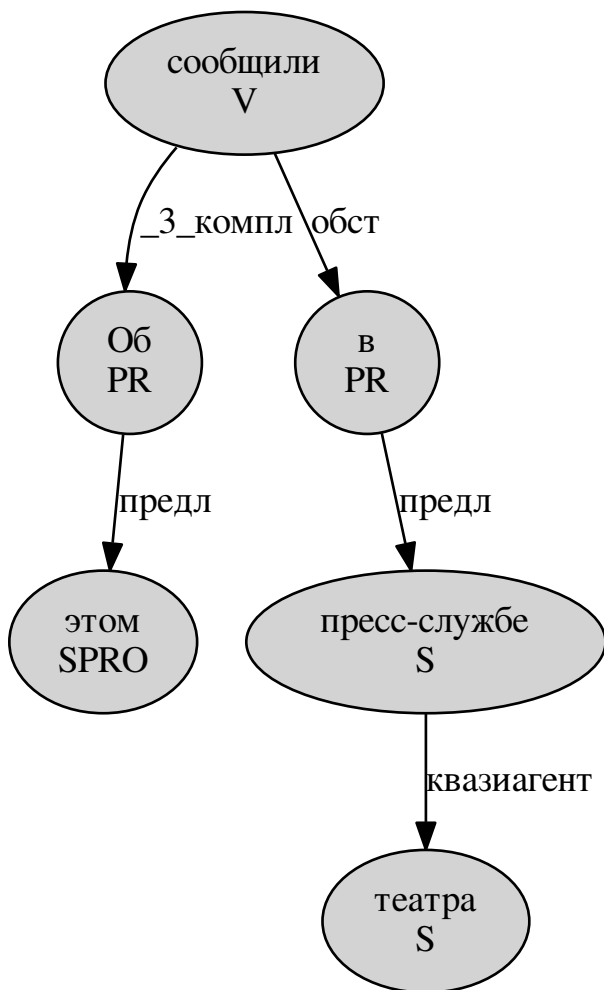 сообщили
V
_3_компл
обст
Об
PR
в
PR
предл
предл
этом
SPRO
пресс-службе
S
квазиагент
театра
S